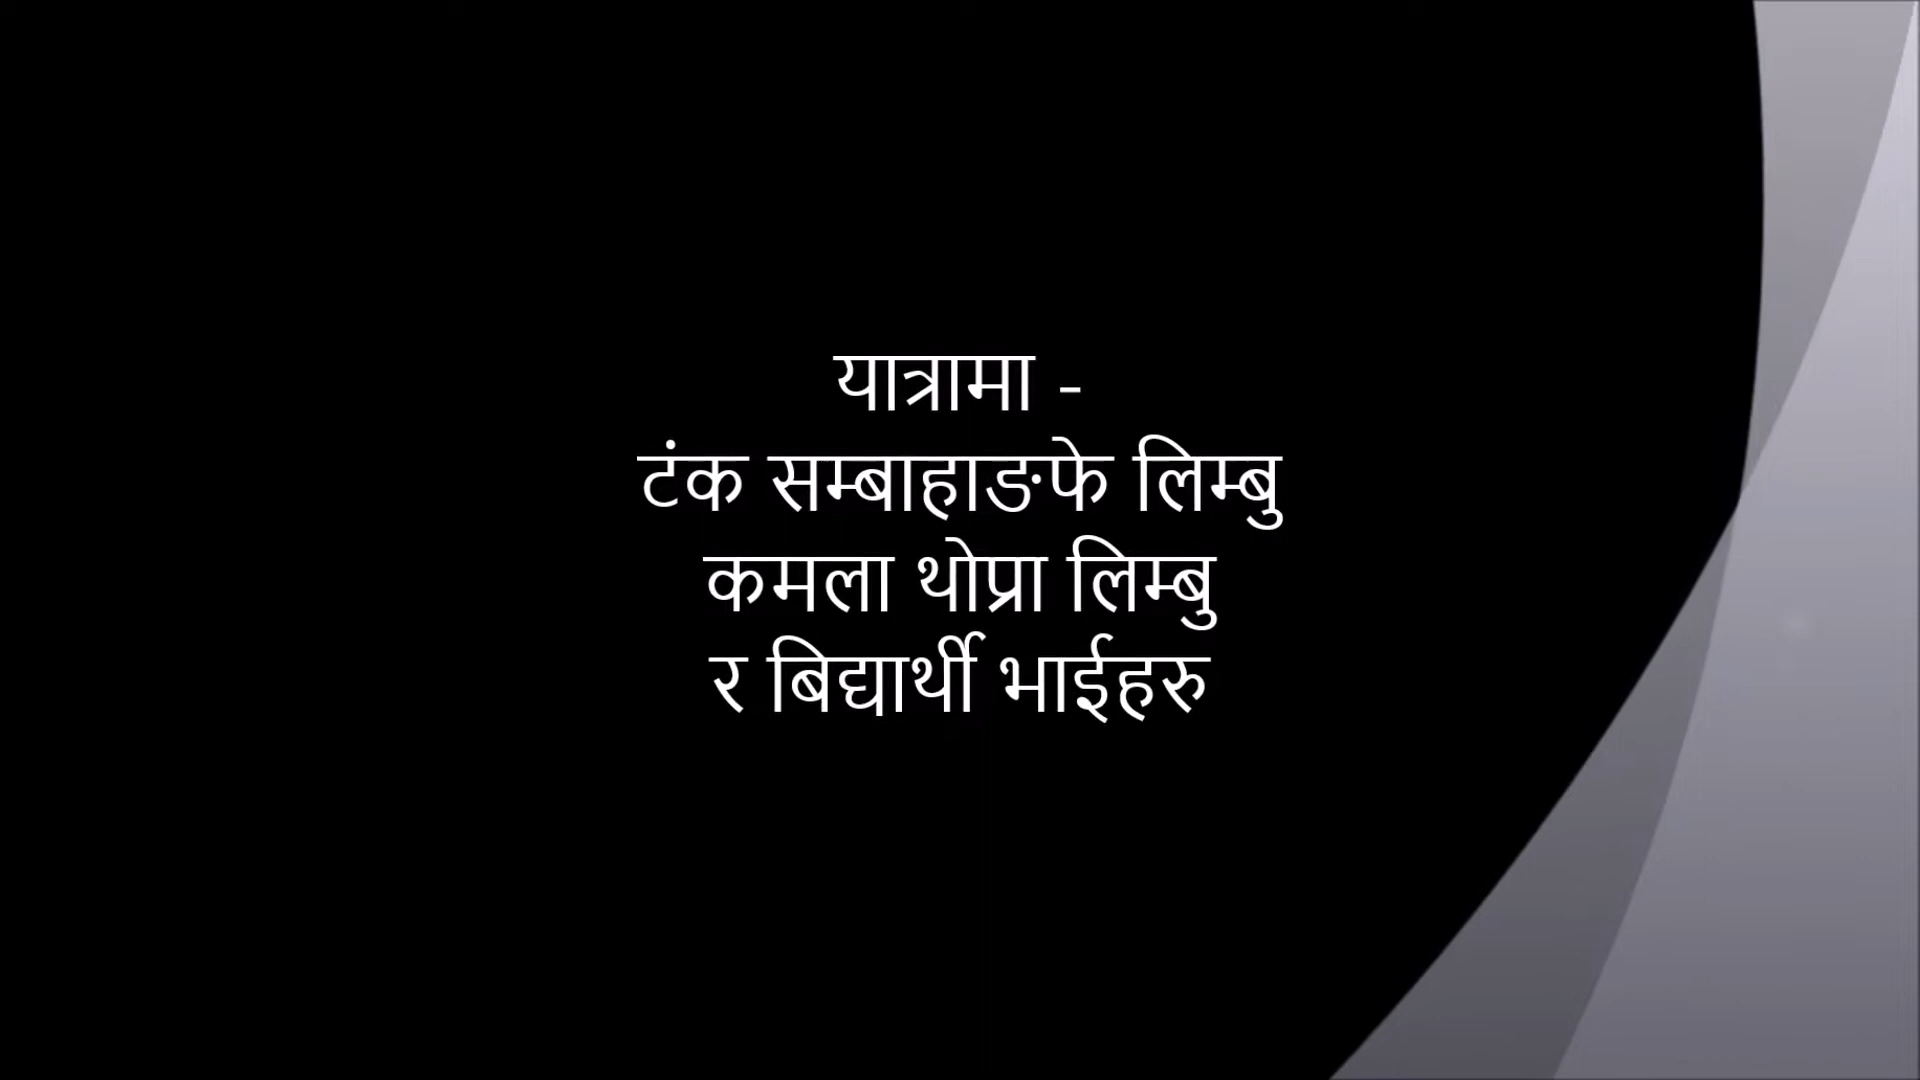 यात्रामा -
टंक सम्बाहाङफे लिम्बु
कमला थोप्रा लिम्बु
र बिद्यार्थी भाईहरु